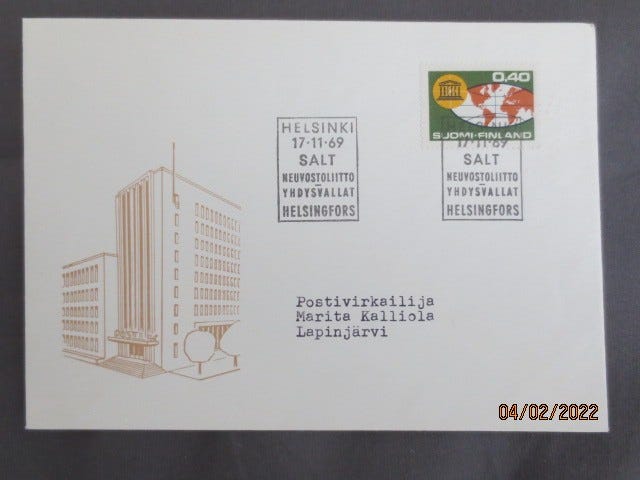 0,40
SUOMI-FINLAND
HELSINKI
17·11·69
SALT
NEUVOSTOLIITTO
–
YHDYSVALLAT
HELSINGFORS
17·11·69
SALT
NEUVOSTOLIITTO
–
YHDYSVALLAT
HELSINGFORS
Postivirkailija
Marita Kalliola
Lapinjärvi
04/02/2022